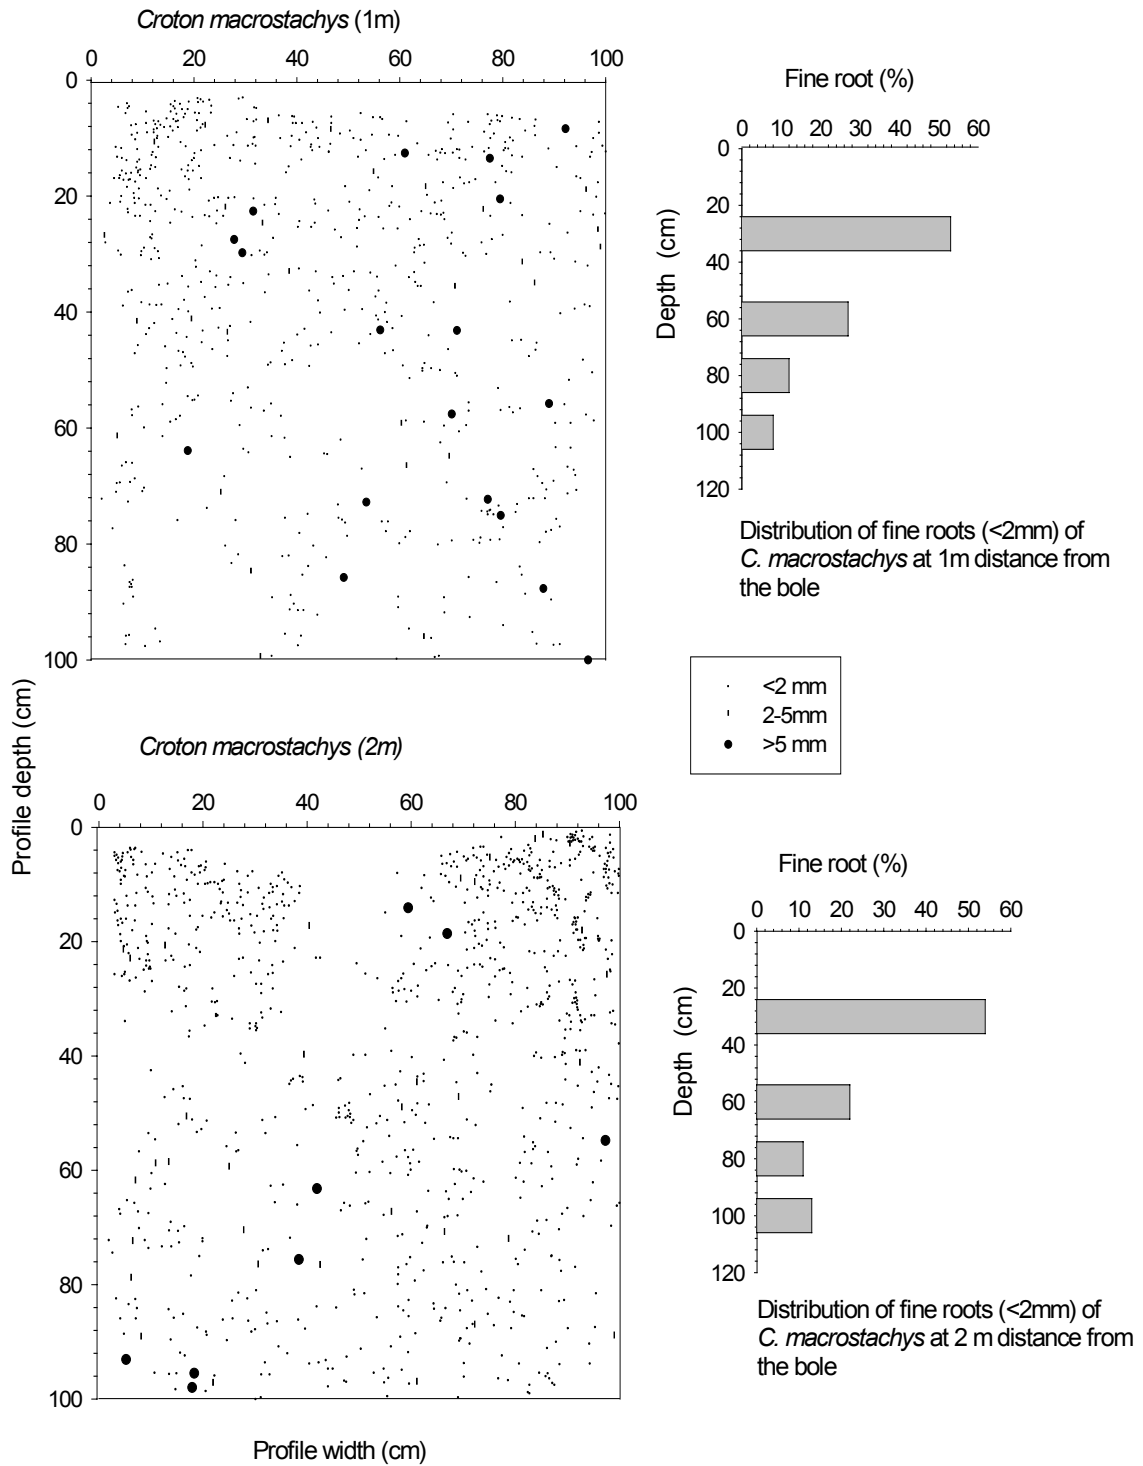 Croton macrostachys (1m)
0 20 40 60 80 100
0
20
40
60
80
100
Fine root (%)
0 10 20 30 40 50 60
0
20
40
60
80
100
120
Depth (cm)
Distribution of fine roots (<2mm) of
C. macrostachys at 1m distance from
the bole
<2 mm
2-5mm
>5 mm
Profile depth (cm)
Croton macrostachys (2m)
0 20 40 60 80 100
0
20
40
60
80
100
Profile width (cm)
Fine root (%)
0 10 20 30 40 50 60
0
20
40
60
80
100
120
Depth (cm)
Distribution of fine roots (<2mm) of
C. macrostachys at 2 m distance from
the bole